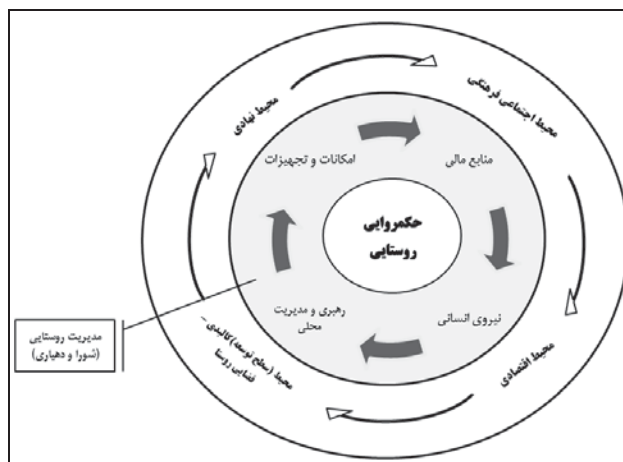 محیط اجتماعی فرهنگی
محیط نهادی
منابع مالی
امکانات و تجهیزات
حکمروایی
روستایی
نیروی انسانی
رهبری و مدیریت
محلی
محیط اقتصادی
محیط (سطح توسعه) کالبدی –
فضایی روستا
مدیریت روستایی
(شورا و دهیاری)